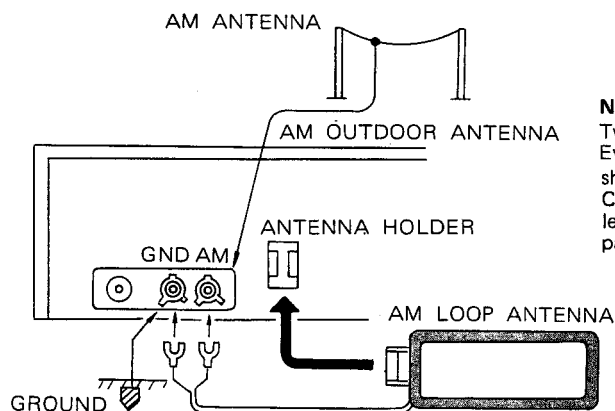 AM ANTENNA
AM OUTDOOR ANTENNA
GND AM
ANTENNA HOLDER
AM LOOP ANTENNA
GROUND